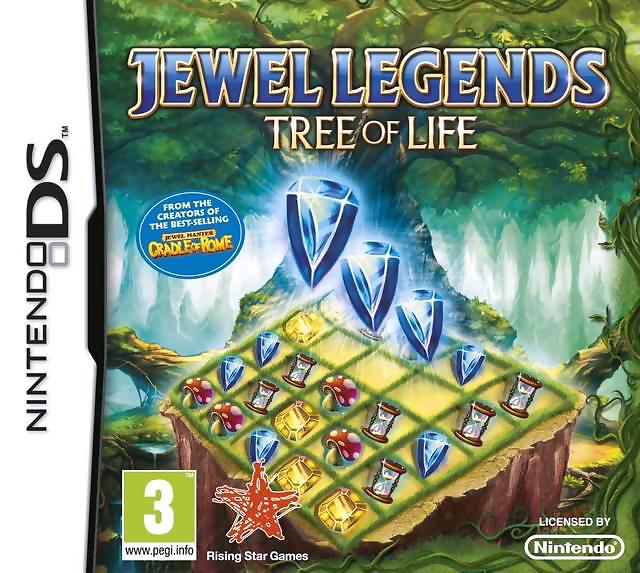 JEWEL LEGENDS
TREE OF LIFE
NINTENDO DS™
FROM THE
CREATORS OF
THE BEST-SELLING
JEWEL MASTER
CRADLE OF ROME
3
™
www.pegi.info
Rising Star Games
LICENSED BY
Nintendo®